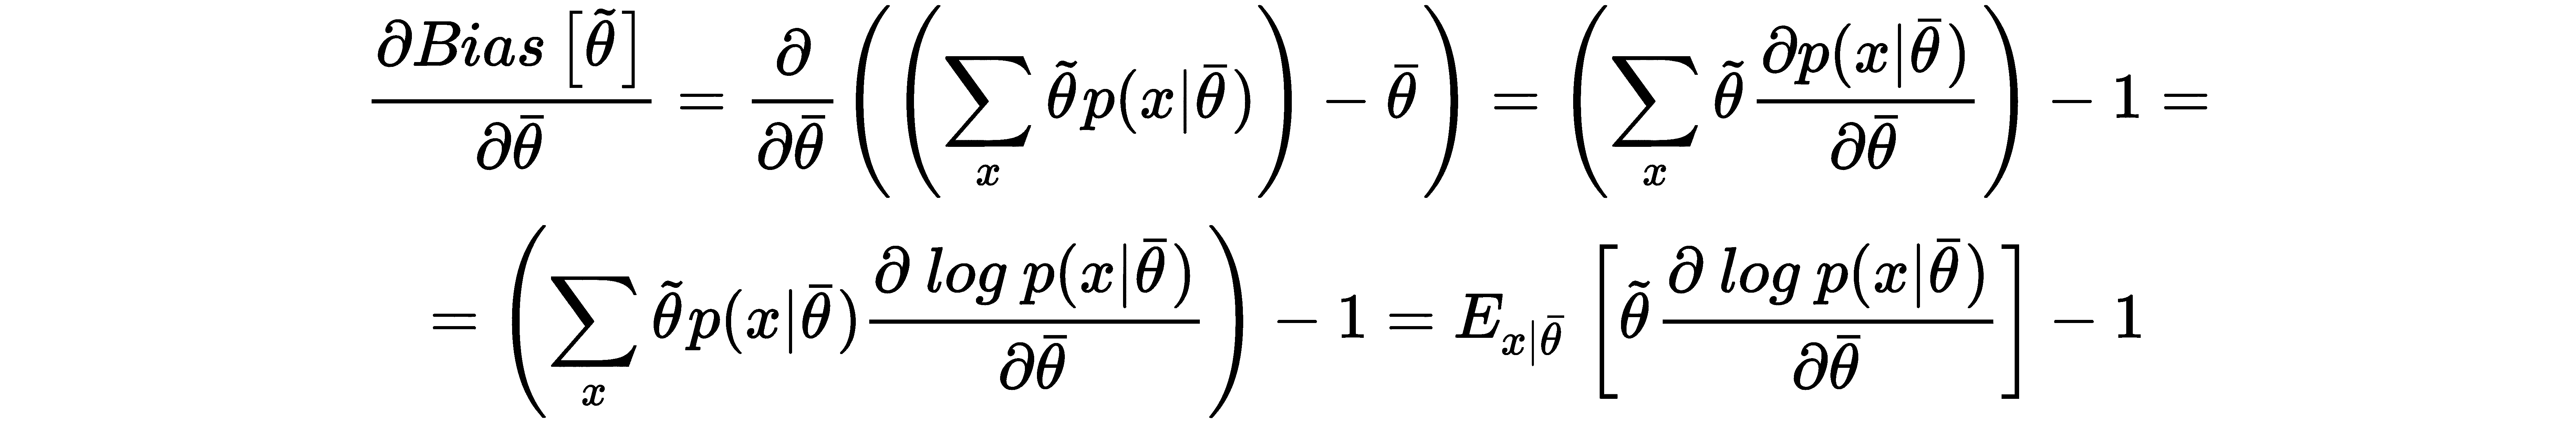 \frac{\partial Bias\left[\tilde{\theta}\right]}{\partial\bar{\theta}} = \frac{\partial}{\partial\bar{\theta}}\left(\left(\sum_{x}\tilde{\theta}p(x|\bar{\theta})\right) - \bar{\theta}\right) = \left(\sum_{x}\tilde{\theta}\frac{\partial p(x|\bar{\theta})}{\partial\bar{\theta}}\right) - 1 =
= \left(\sum_{x}\tilde{\theta}p(x|\bar{\theta})\frac{\partial\ log\,p(x|\bar{\theta})}{\partial\bar{\theta}}\right) - 1 = E_{x|\bar{\theta}}\left[\tilde{\theta}\frac{\partial\ log\,p(x|\bar{\theta})}{\partial\bar{\theta}}\right] - 1